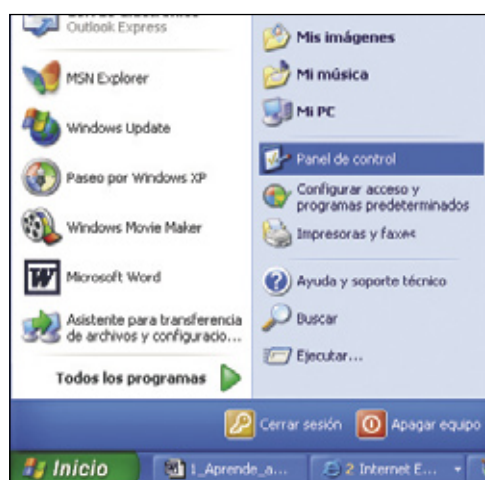 Outlook Express
MSN Explorer
Windows Update
Paseo por Windows XP
Windows Movie Maker
Microsoft Word
Asistente para transferencia
de archivos y configuracio...
Todos los programas
Mis imágenes
Mi música
Mi PC
Panel de control
Configurar acceso y
programas predeterminados
Impresoras y faxes
Ayuda y soporte técnico
Buscar
Ejecutar...
Cerrar sesión
Apagar equipo
Inicio
1_Aprende_a...
2 Internet E...